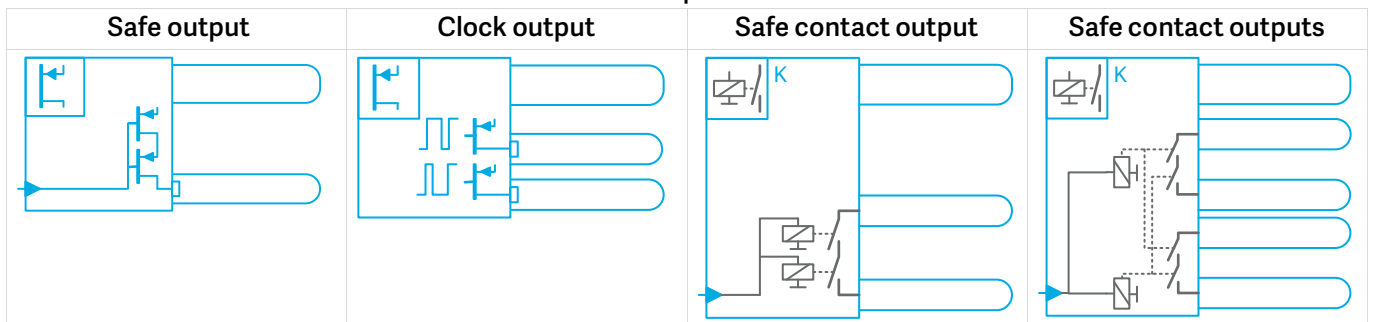 Safe output
Clock output
Safe contact output
Safe contact outputs
K
K